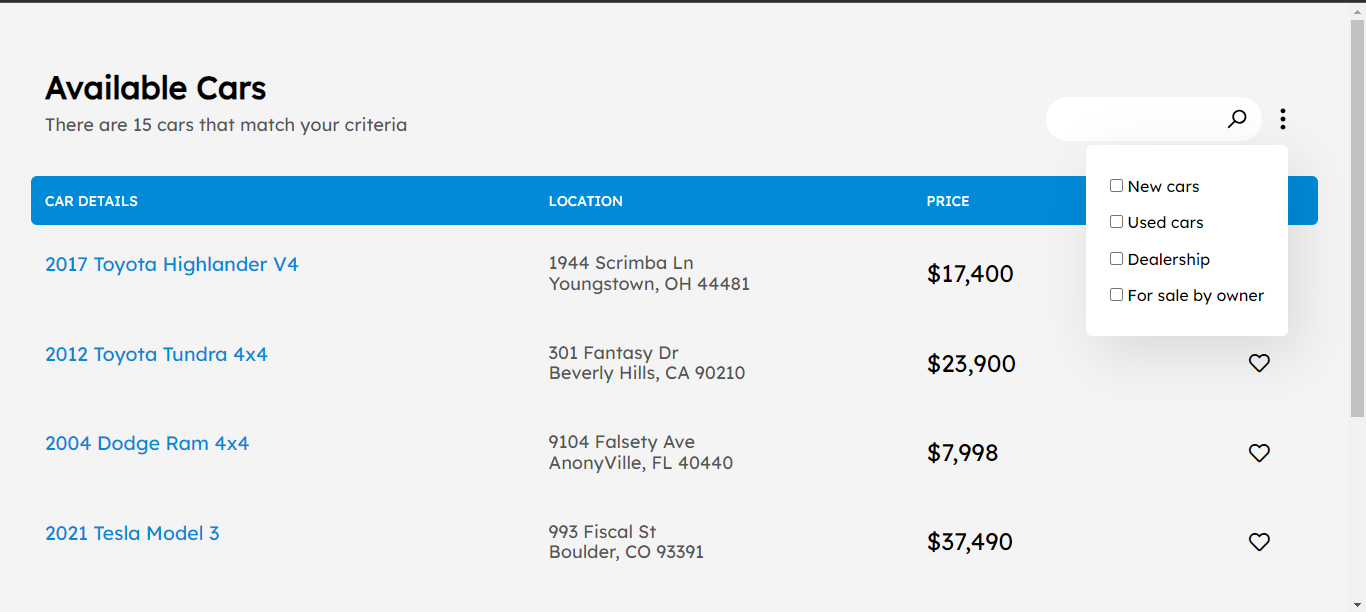 Available Cars
There are 15 cars that match your criteria
CAR DETAILS
LOCATION
PRICE
New cars
Used cars
Dealership
For sale by owner
2017 Toyota Highlander V4
1944 Scrimba Ln
Youngstown, OH 44481
$17,400
2012 Toyota Tundra 4x4
301 Fantasy Dr
Beverly Hills, CA 90210
$23,900
2004 Dodge Ram 4x4
9104 Falsety Ave
AnonyVille, FL 40440
$7,998
2021 Tesla Model 3
993 Fiscal St
Boulder, CO 93391
$37,490